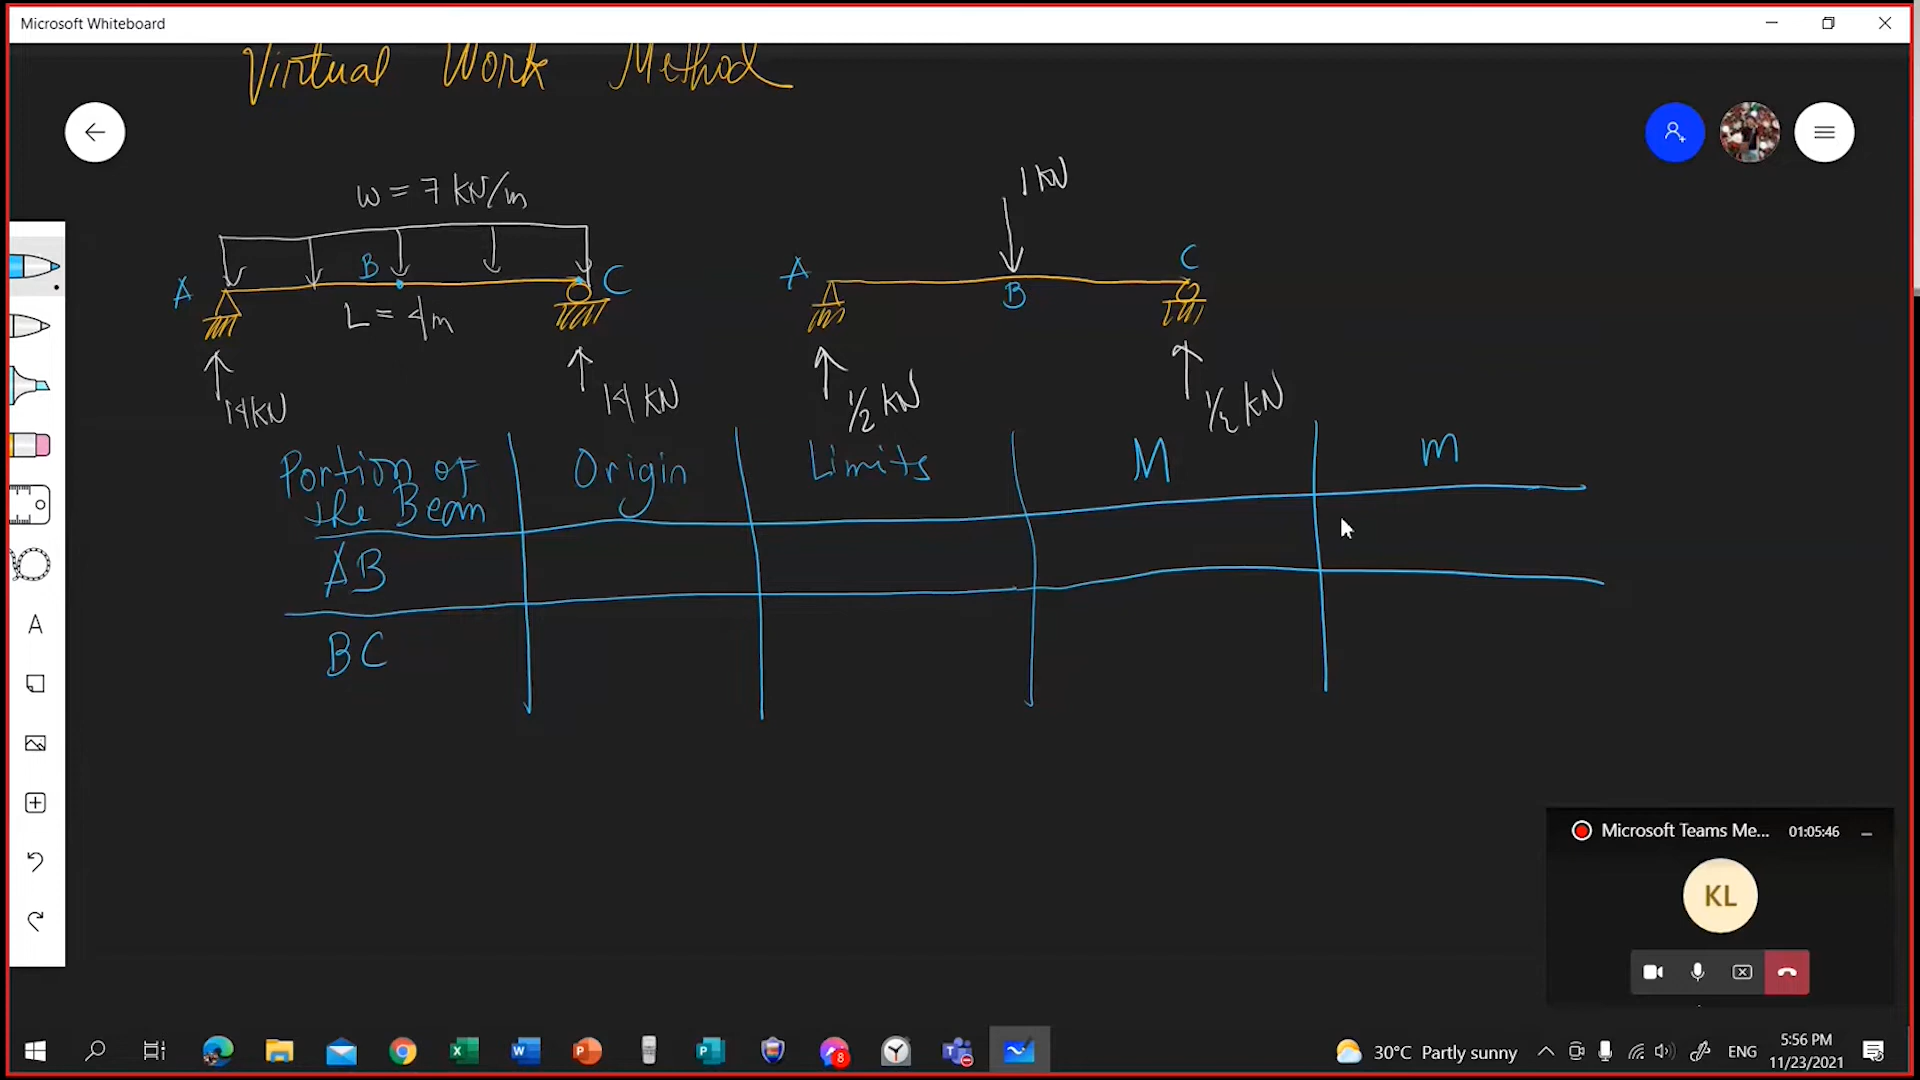 Microsoft Whiteboard
Virtual Work Method
w = 7 kN/m
1 kN
A B C
L = 4m
A B C
14KN
14 KN
1/2 KN
1/2 KN
Portion of the Beam
Origin
Limits
M
m
AB
BC
A
Microsoft Teams Me...
01:05:46
KL
8
30°C Partly sunny
ENG
5:56 PM
11/23/2021